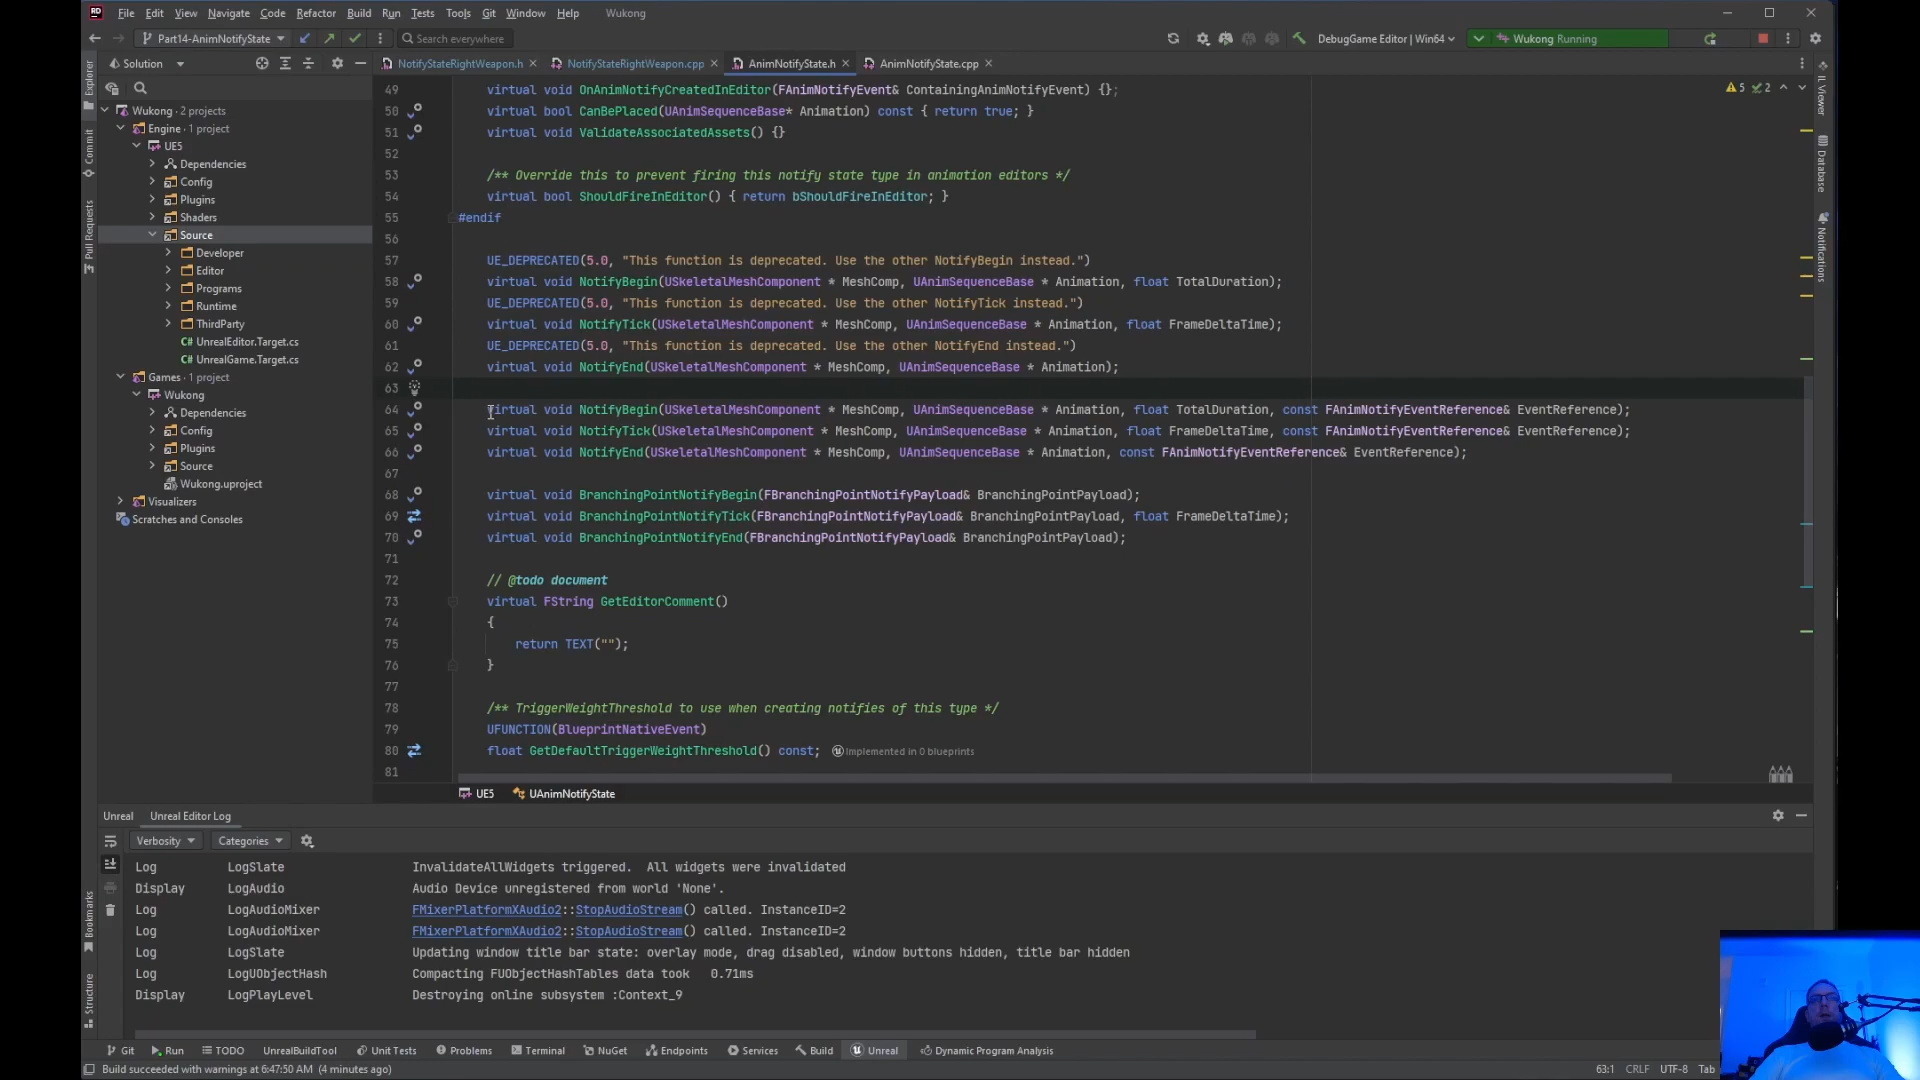 File Edit View Navigate Code Refactor Build Run Tests Tools Git Window Help Wukong
Part14-AnimNotifyState Search everywhere DebugGame Editor | Win64 Wukong Running
Solution NotifyStateRightWeapon.h NotifyStateRightWeapon.cpp AnimNotifyState.h AnimNotifyState.cpp
Explorer
Commit
Pull Requests
Bookmarks
Structure
Wukong · 2 projects
Engine · 1 project
UE5
Dependencies
Config
Plugins
Shaders
Source
Developer
Editor
Programs
Runtime
ThirdParty
C# UnrealEditor.Target.cs
C# UnrealGame.Target.cs
Games · 1 project
Wukong
Dependencies
Config
Plugins
Source
Wukong.uproject
Visualizers
Scratches and Consoles
5 2
49 virtual void OnAnimNotifyCreatedInEditor(FAnimNotifyEvent& ContainingAnimNotifyEvent) {};
50 virtual bool CanBePlaced(UAnimSequenceBase* Animation) const { return true; }
51 virtual void ValidateAssociatedAssets() {}
52
53 /** Override this to prevent firing this notify state type in animation editors */
54 virtual bool ShouldFireInEditor() { return bShouldFireInEditor; }
55 #endif
56
57 UE_DEPRECATED(5.0, "This function is deprecated. Use the other NotifyBegin instead.")
58 virtual void NotifyBegin(USkeletalMeshComponent * MeshComp, UAnimSequenceBase * Animation, float TotalDuration);
59 UE_DEPRECATED(5.0, "This function is deprecated. Use the other NotifyTick instead.")
60 virtual void NotifyTick(USkeletalMeshComponent * MeshComp, UAnimSequenceBase * Animation, float FrameDeltaTime);
61 UE_DEPRECATED(5.0, "This function is deprecated. Use the other NotifyEnd instead.")
62 virtual void NotifyEnd(USkeletalMeshComponent * MeshComp, UAnimSequenceBase * Animation);
63
64 virtual void NotifyBegin(USkeletalMeshComponent * MeshComp, UAnimSequenceBase * Animation, float TotalDuration, const FAnimNotifyEventReference& EventReference);
65 virtual void NotifyTick(USkeletalMeshComponent * MeshComp, UAnimSequenceBase * Animation, float FrameDeltaTime, const FAnimNotifyEventReference& EventReference);
66 virtual void NotifyEnd(USkeletalMeshComponent * MeshComp, UAnimSequenceBase * Animation, const FAnimNotifyEventReference& EventReference);
67
68 virtual void BranchingPointNotifyBegin(FBranchingPointNotifyPayload& BranchingPointPayload);
69 virtual void BranchingPointNotifyTick(FBranchingPointNotifyPayload& BranchingPointPayload, float FrameDeltaTime);
70 virtual void BranchingPointNotifyEnd(FBranchingPointNotifyPayload& BranchingPointPayload);
71
72 // @todo document
73 virtual FString GetEditorComment()
74 {
75 return TEXT("");
76 }
77
78 /** TriggerWeightThreshold to use when creating notifies of this type */
79 UFUNCTION(BlueprintNativeEvent)
80 float GetDefaultTriggerWeightThreshold() const; Implemented in 0 blueprints
81
IL Viewer
Database
Notifications
UE5 UAnimNotifyState
Unreal Unreal Editor Log
Verbosity Categories
Log LogSlate InvalidateAllWidgets triggered. All widgets were invalidated
Display LogAudio Audio Device unregistered from world 'None'.
Log LogAudioMixer FMixerPlatformXAudio2::StopAudioStream() called. InstanceID=2
Log LogAudioMixer FMixerPlatformXAudio2::StopAudioStream() called. InstanceID=2
Log LogSlate Updating window title bar state: overlay mode, drag disabled, window buttons hidden, title bar hidden
Log LogUObjectHash Compacting FUObjectHashTables data took 0.71ms
Display LogPlayLevel Destroying online subsystem :Context_9
Git Run TODO UnrealBuildTool Unit Tests Problems Terminal NuGet Endpoints Services Build Unreal Dynamic Program Analysis
Build succeeded with warnings at 6:47:50 AM (4 minutes ago) 63:1 CRLF UTF-8 Tab